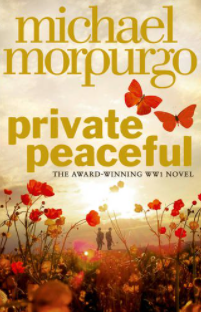 michael
morpurgo
private
peaceful
THE AWARD-WINNING WW1 NOVEL